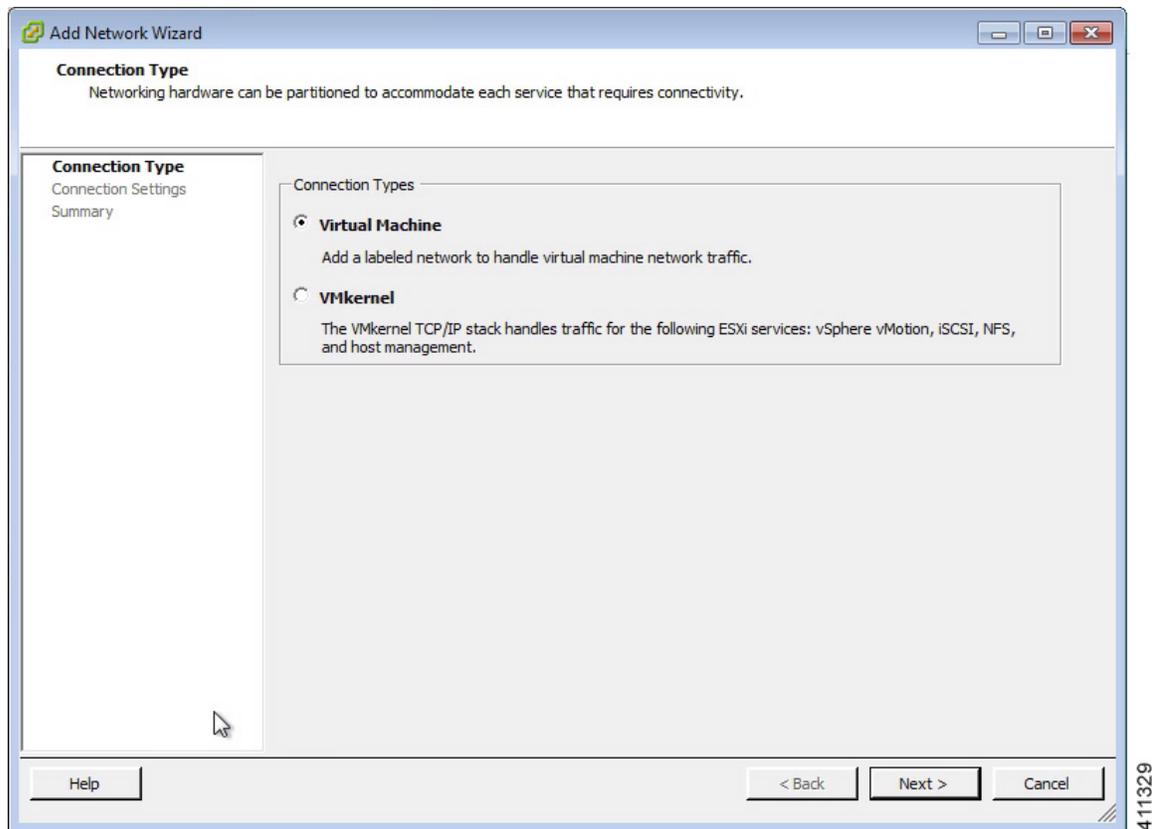 Add Network Wizard
Connection Type
Networking hardware can be partitioned to accommodate each service that requires connectivity.
Connection Type
Connection Settings
Summary
Connection Types
Virtual Machine
Add a labeled network to handle virtual machine network traffic.
VMkernel
The VMkernel TCP/IP stack handles traffic for the following ESXi services: vSphere vMotion, iSCSI, NFS,
and host management.
Help
< Back
Next >
Cancel
411329